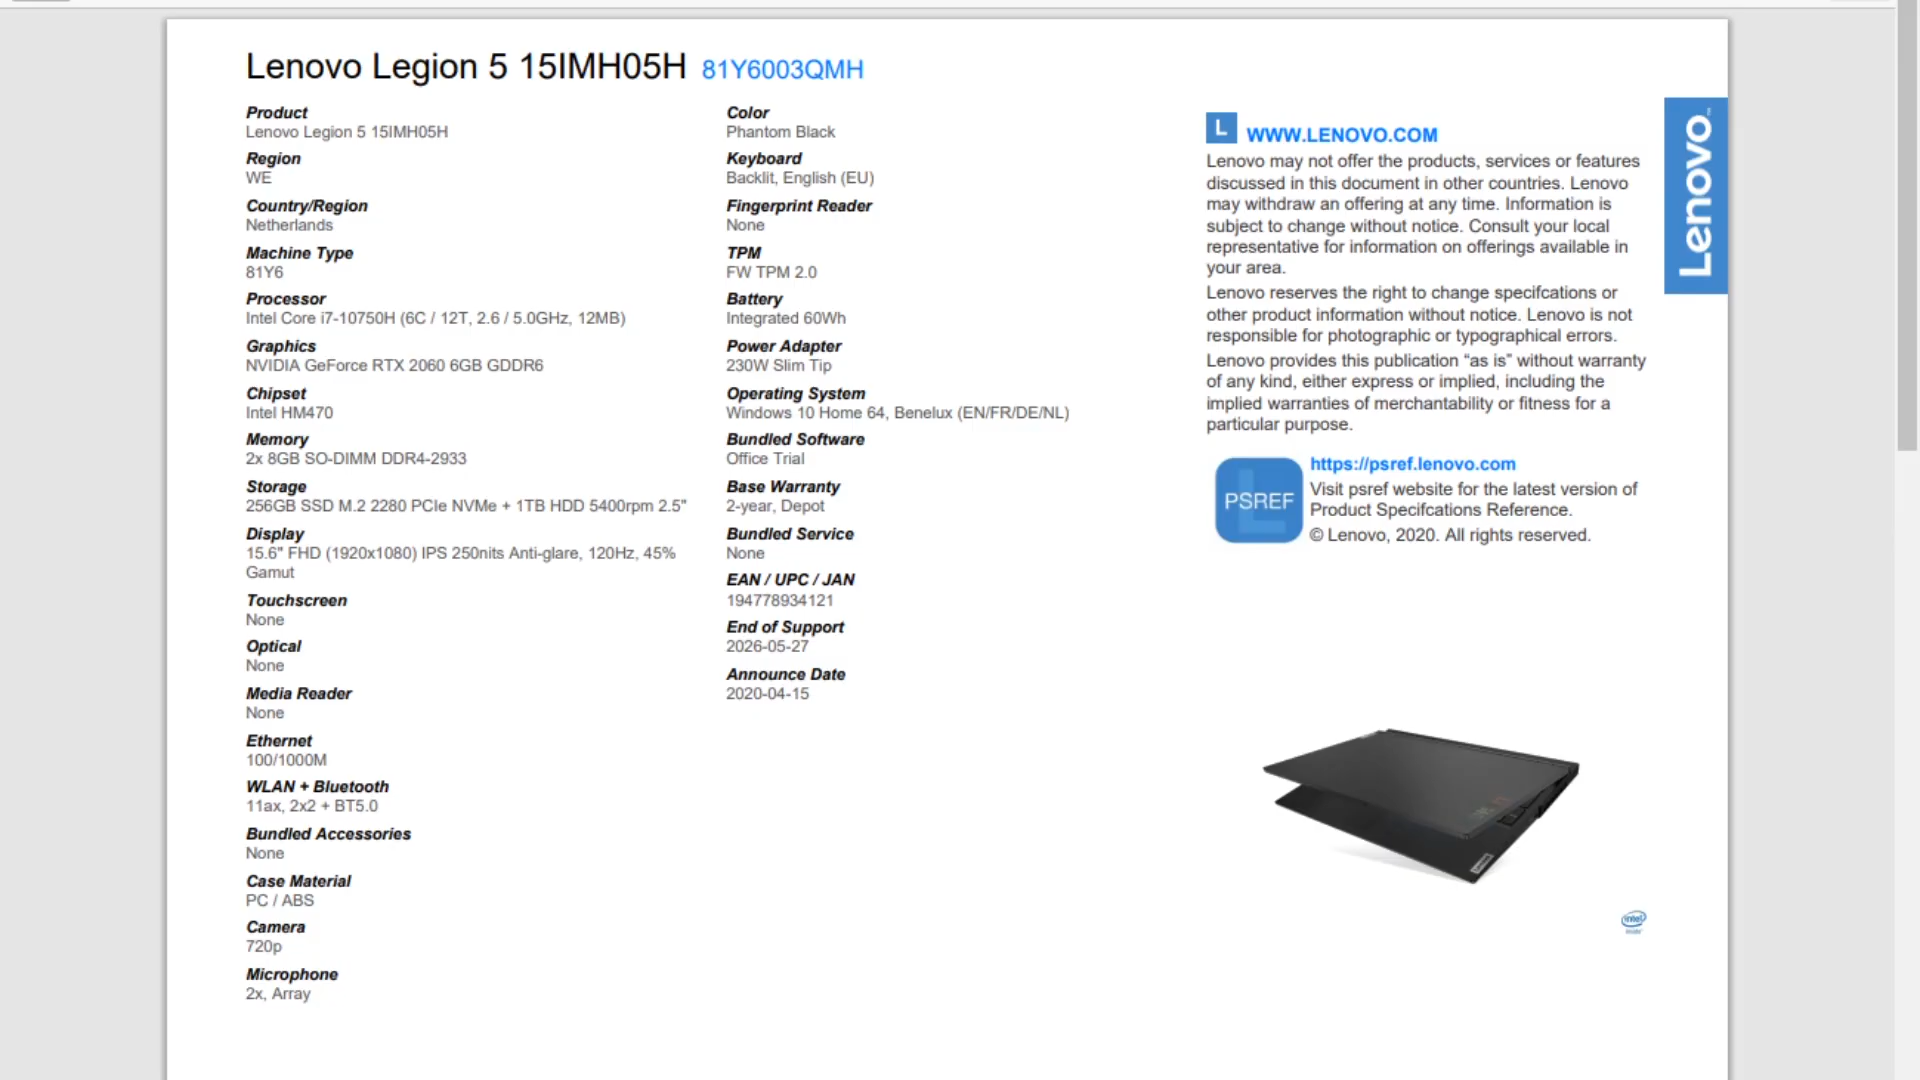 Lenovo Legion 5 15IMH05H 81Y6003QMH
Product
Lenovo Legion 5 15IMH05H
Region
WE
Country/Region
Netherlands
Machine Type
81Y6
Processor
Intel Core i7-10750H (6C / 12T, 2.6 / 5.0GHz, 12MB)
Graphics
NVIDIA GeForce RTX 2060 6GB GDDR6
Chipset
Intel HM470
Memory
2x 8GB SO-DIMM DDR4-2933
Storage
256GB SSD M.2 2280 PCIe NVMe + 1TB HDD 5400rpm 2.5"
Display
15.6" FHD (1920x1080) IPS 250nits Anti-glare, 120Hz, 45%
Gamut
Touchscreen
None
Optical
None
Media Reader
None
Ethernet
100/1000M
WLAN + Bluetooth
11ax, 2x2 + BT5.0
Bundled Accessories
None
Case Material
PC / ABS
Camera
720p
Microphone
2x, Array
Color
Phantom Black
Keyboard
Backlit, English (EU)
Fingerprint Reader
None
TPM
FW TPM 2.0
Battery
Integrated 60Wh
Power Adapter
230W Slim Tip
Operating System
Windows 10 Home 64, Benelux (EN/FR/DE/NL)
Bundled Software
Office Trial
Base Warranty
2-year, Depot
Bundled Service
None
EAN / UPC / JAN
194778934121
End of Support
2026-05-27
Announce Date
2020-04-15
L WWW.LENOVO.COM
Lenovo may not offer the products, services or features
discussed in this document in other countries. Lenovo
may withdraw an offering at any time. Information is
subject to change without notice. Consult your local
representative for information on offerings available in
your area.
Lenovo reserves the right to change specifcations or
other product information without notice. Lenovo is not
responsible for photographic or typographical errors.
Lenovo provides this publication “as is” without warranty
of any kind, either express or implied, including the
implied warranties of merchantability or fitness for a
particular purpose.
PSREF
https://psref.lenovo.com
Visit psref website for the latest version of
Product Specifcations Reference.
© Lenovo, 2020. All rights reserved.
Lenovo
intel